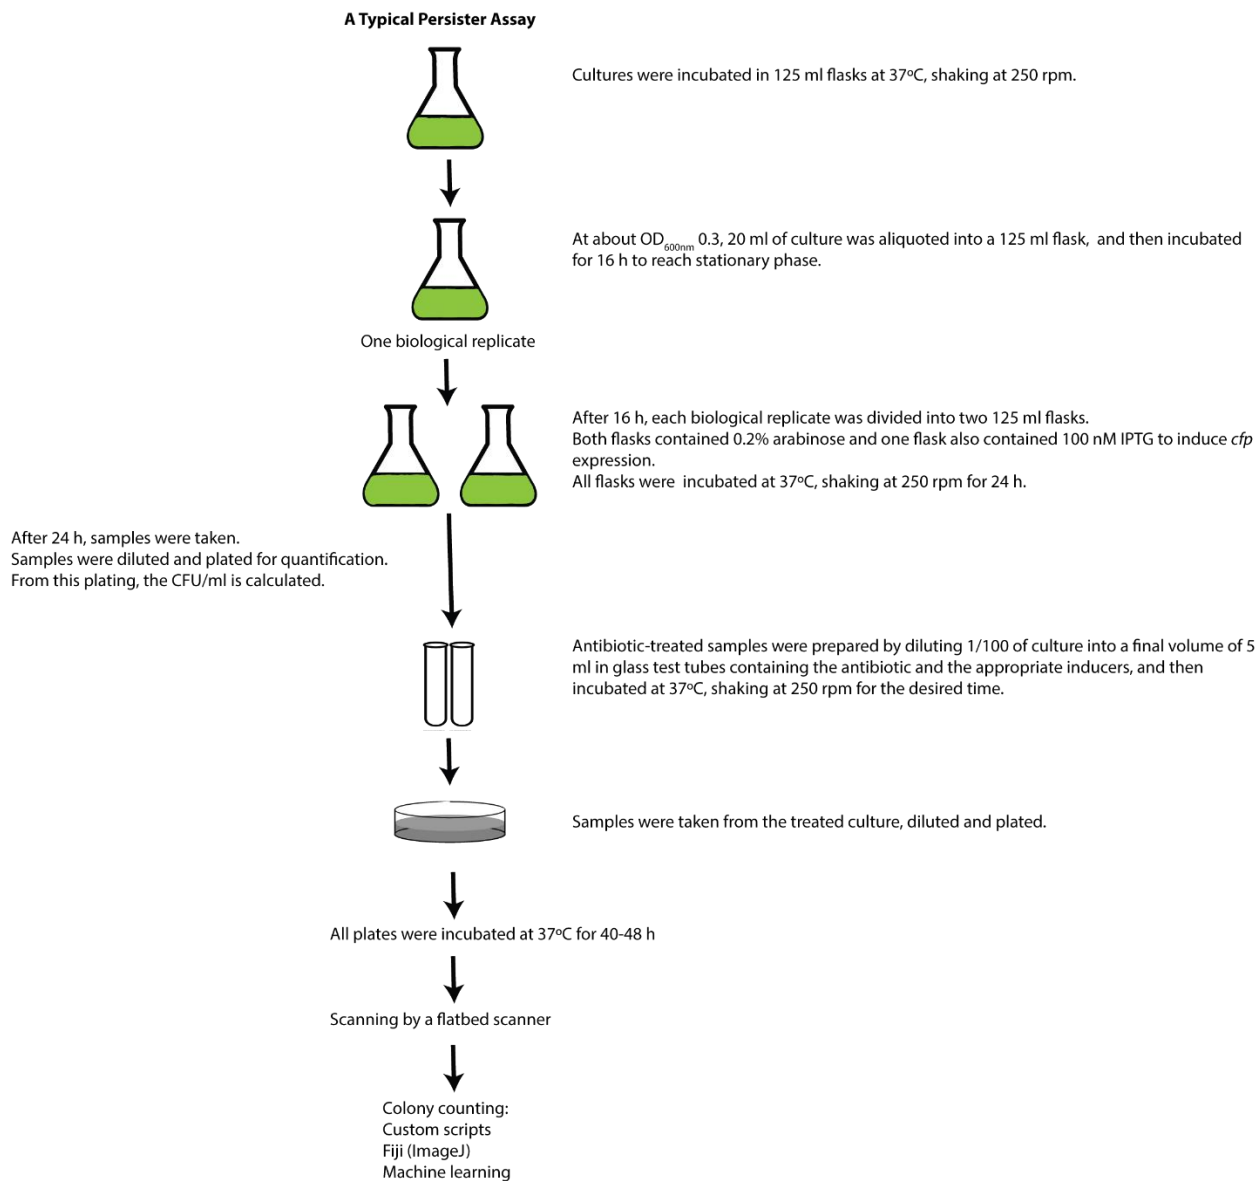 A Typical Persister Assay
Cultures were incubated in 125 ml flasks at 37ºC, shaking at 250 rpm.
At about OD600nm 0.3, 20 ml of culture was aliquoted into a 125 ml flask, and then incubated
for 16 h to reach stationary phase.
One biological replicate
After 16 h, each biological replicate was divided into two 125 ml flasks.
Both flasks contained 0.2% arabinose and one flask also contained 100 nM IPTG to induce cfp
expression.
All flasks were incubated at 37ºC, shaking at 250 rpm for 24 h.
After 24 h, samples were taken.
Samples were diluted and plated for quantification.
From this plating, the CFU/ml is calculated.
Antibiotic-treated samples were prepared by diluting 1/100 of culture into a final volume of 5
ml in glass test tubes containing the antibiotic and the appropriate inducers, and then
incubated at 37ºC, shaking at 250 rpm for the desired time.
Samples were taken from the treated culture, diluted and plated.
All plates were incubated at 37ºC for 40-48 h
Scanning by a flatbed scanner
Colony counting:
Custom scripts
Fiji (ImageJ)
Machine learning